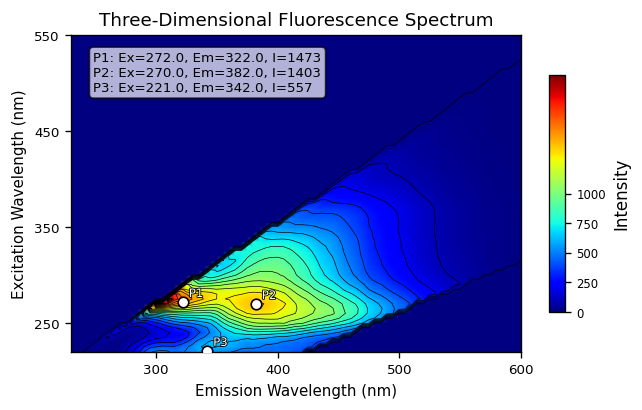 Three-Dimensional Fluorescence Spectrum
550
450
350
250
Excitation Wavelength (nm)
P1: Ex=272.0, Em=322.0, I=1473
P2: Ex=270.0, Em=382.0, I=1403
P3: Ex=221.0, Em=342.0, I=557
P1
P2
P3
300
400
500
600
Emission Wavelength (nm)
1000
750
500
250
0
Intensity